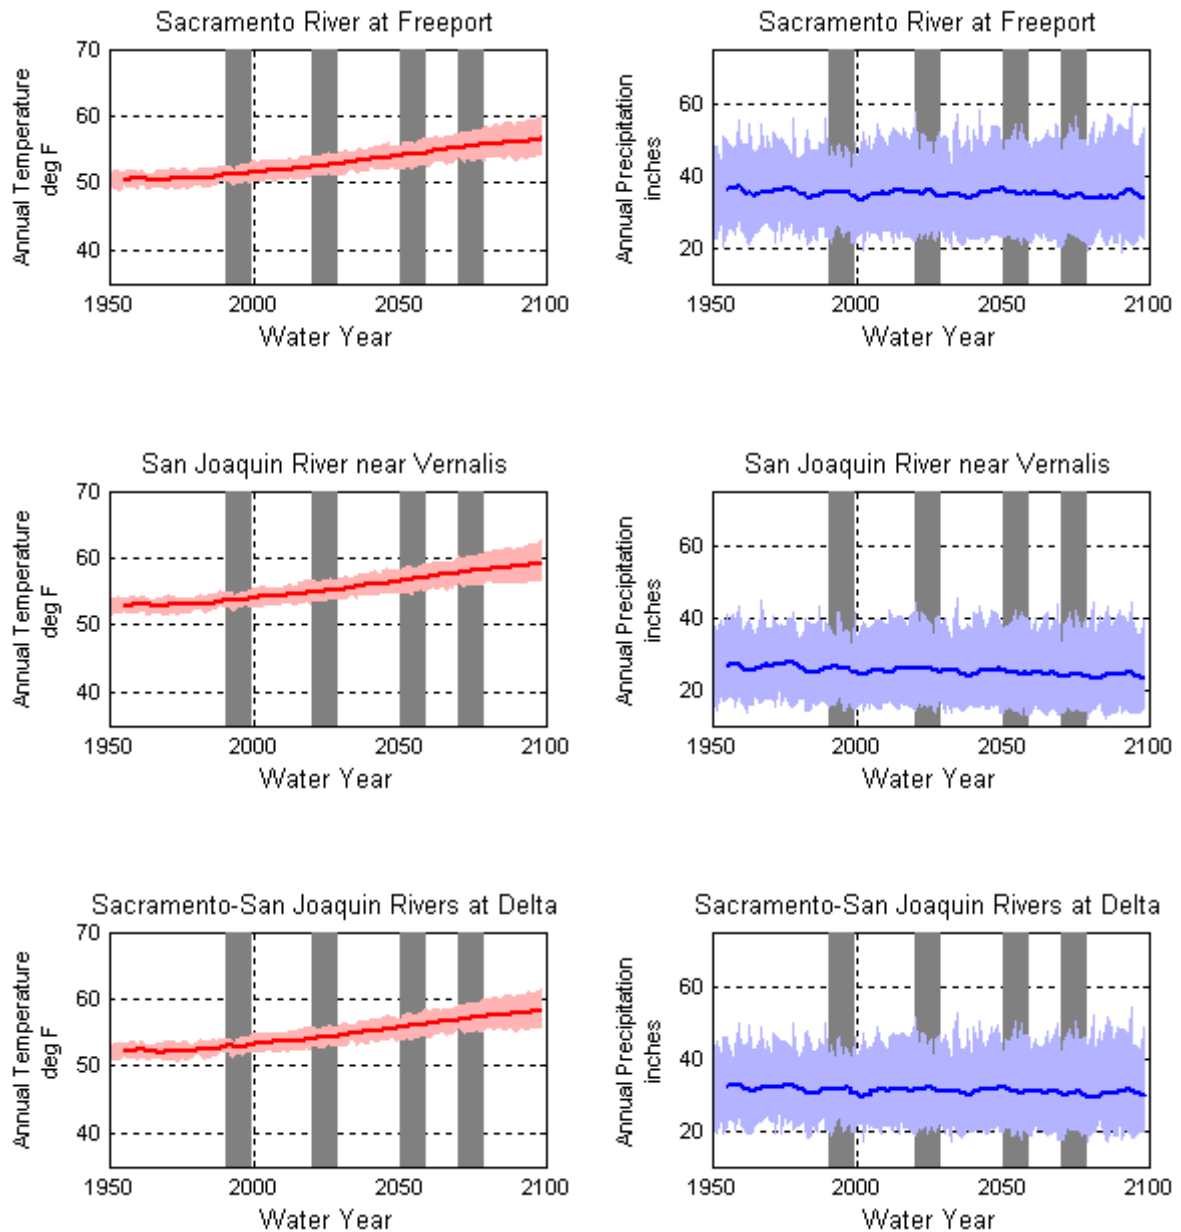 Sacramento River at Freeport
70
60
50
40
Annual Temperature
deg F
1950 2000 2050 2100
Water Year
Sacramento River at Freeport
60
40
20
Annual Precipitation
inches
1950 2000 2050 2100
Water Year
San Joaquin River near Vernalis
70
60
50
40
Annual Temperature
deg F
1950 2000 2050 2100
Water Year
San Joaquin River near Vernalis
60
40
20
Annual Precipitation
inches
1950 2000 2050 2100
Water Year
Sacramento-San Joaquin Rivers at Delta
70
60
50
40
Annual Temperature
deg F
1950 2000 2050 2100
Water Year
Sacramento-San Joaquin Rivers at Delta
60
40
20
Annual Precipitation
inches
1950 2000 2050 2100
Water Year